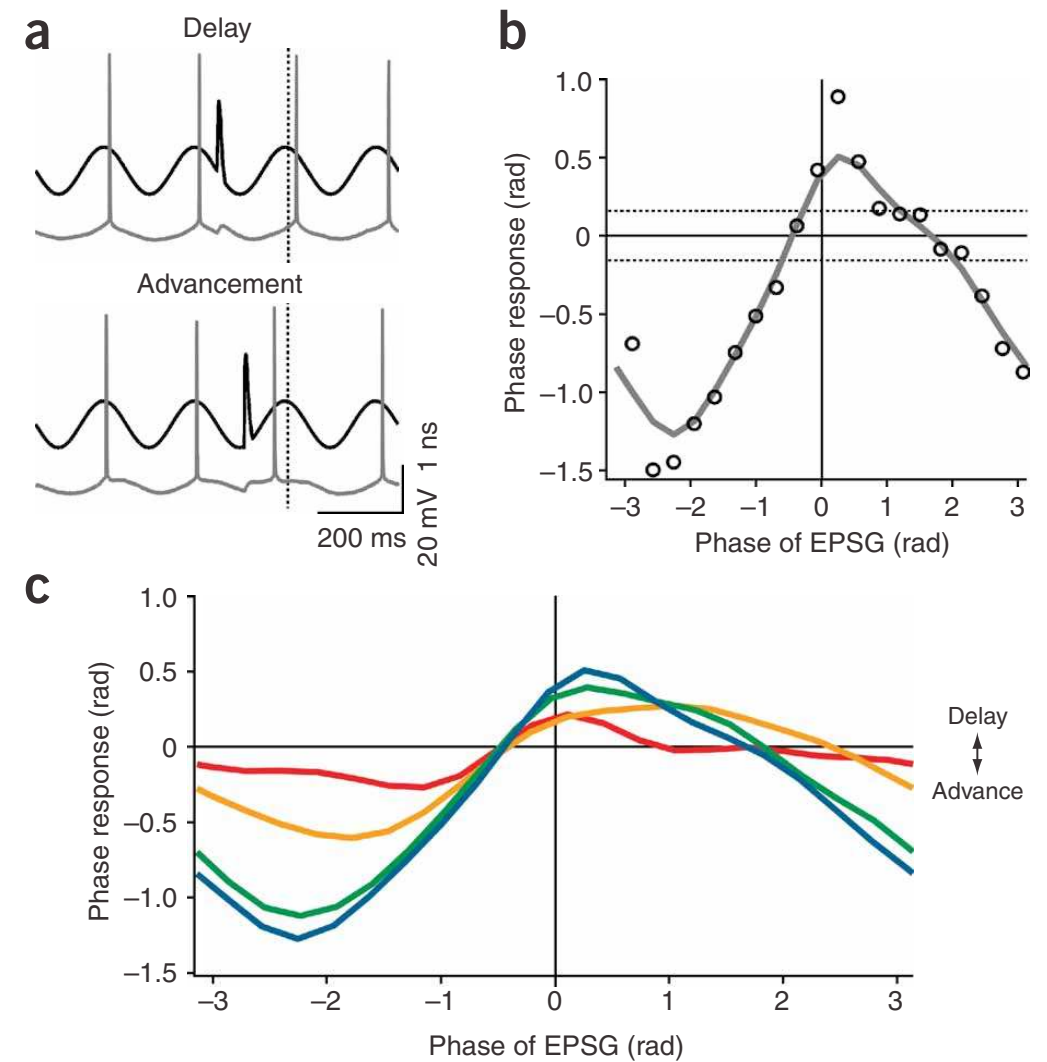 a
Delay
Advancement
200 ms
20 mV 1 ns
b
1.0
0.5
0
–0.5
–1.0
–1.5
Phase response (rad)
–3 –2 –1 0 1 2 3
Phase of EPSG (rad)
c
1.0
0.5
0
–0.5
–1.0
–1.5
Phase response (rad)
–3 –2 –1 0 1 2 3
Phase of EPSG (rad)
Delay
Advance